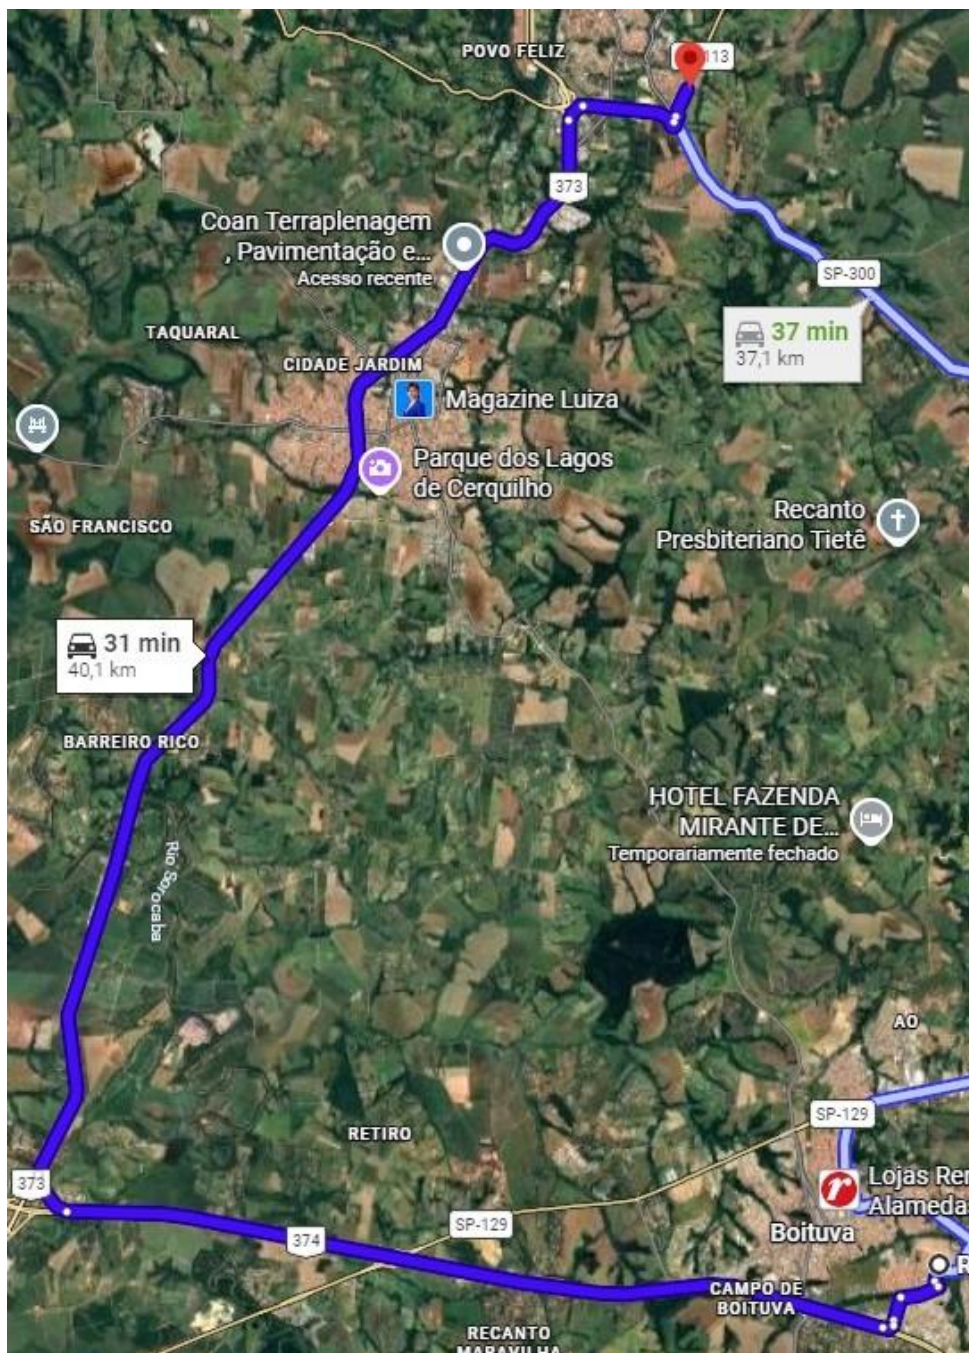 POVO FELIZ
113
373
Coan Terraplenagem
, Pavimentação e...
Acesso recente
SP-300
TAQUARAL
37 min
37,1 km
CIDADE JARDIM
Magazine Luiza
Parque dos Lagos
de Cerquilho
Recanto
Presbiteriano Tietê
SÃO FRANCISCO
31 min
40,1 km
BARREIRO RICO
HOTEL FAZENDA
MIRANTE DE...
Temporariamente fechado
Rio Sorocaba
AO
SP-129
RETIRO
373
Lojas Ren
Alamedas
SP-129
Boituva
374
R
CAMPO DE
BOITUVA
RECANTO
MARAVILHA